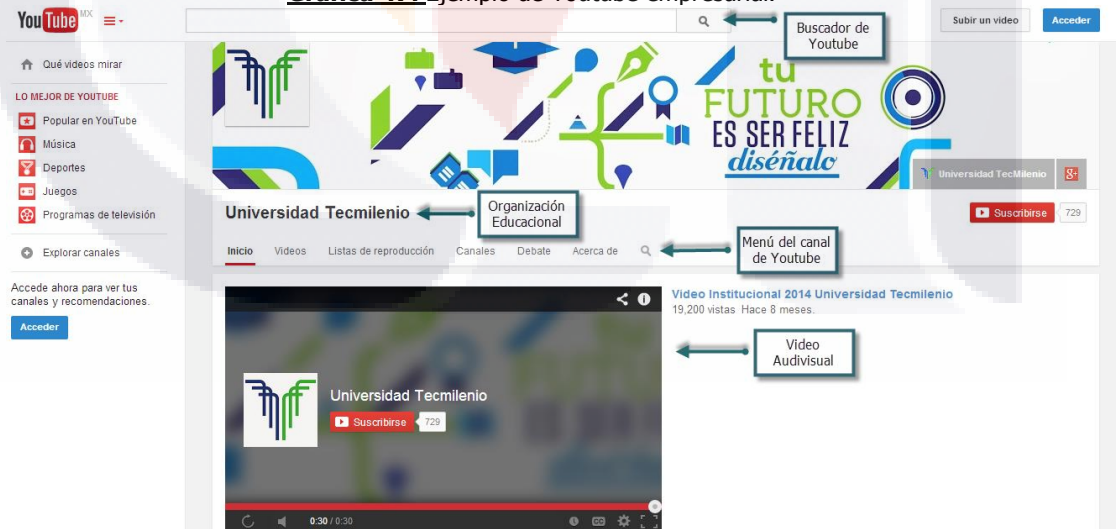 Ejemplo de Youtube empresarial.
YouTube MX
Buscador de
Youtube
Subir un video
Acceder
Qué videos mirar
LO MEJOR DE YOUTUBE
Popular en YouTube
Música
Deportes
Juegos
Programas de televisión
Explorar canales
Accede ahora para ver tus
canales y recomendaciones.
Acceder
tu
FUTURO
ES SER FELIZ
diséñalo
Universidad TecMilenio
8+
Universidad Tecmilenio
Organización
Educacional
Suscribirse 729
Inicio Videos Listas de reproducción Canales Debate Acerca de
Menú del canal
de Youtube
Video Institucional 2014 Universidad Tecmilenio
19,200 vistas Hace 8 meses.
Video
Audivisual
Universidad Tecmilenio
Suscribirse 729
0:30 / 0:30
CC